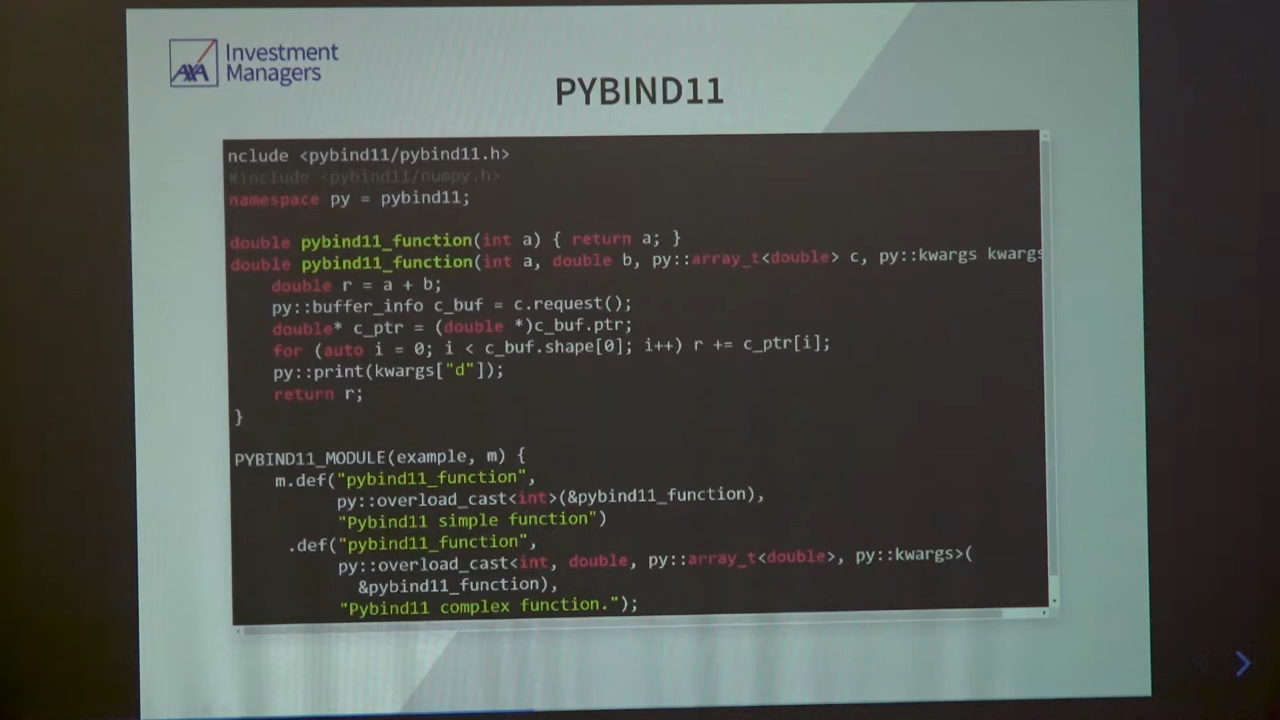 AXA Investment
Managers
PYBIND11
nclude <pybind11/pybind11.h>
#include <pybind11/numpy.h>
namespace py = pybind11;
double pybind11_function(int a) { return a; }
double pybind11_function(int a, double b, py::array_t<double> c, py::kwargs kwargs
    double r = a + b;
    py::buffer_info c_buf = c.request();
    double* c_ptr = (double *)c_buf.ptr;
    for (auto i = 0; i < c_buf.shape[0]; i++) r += c_ptr[i];
    py::print(kwargs["d"]);
    return r;
}
PYBIND11_MODULE(example, m) {
    m.def("pybind11_function",
          py::overload_cast<int>(&pybind11_function),
          "Pybind11 simple function")
     .def("pybind11_function",
          py::overload_cast<int, double, py::array_t<double>, py::kwargs>(
            &pybind11_function),
          "Pybind11 complex function.");